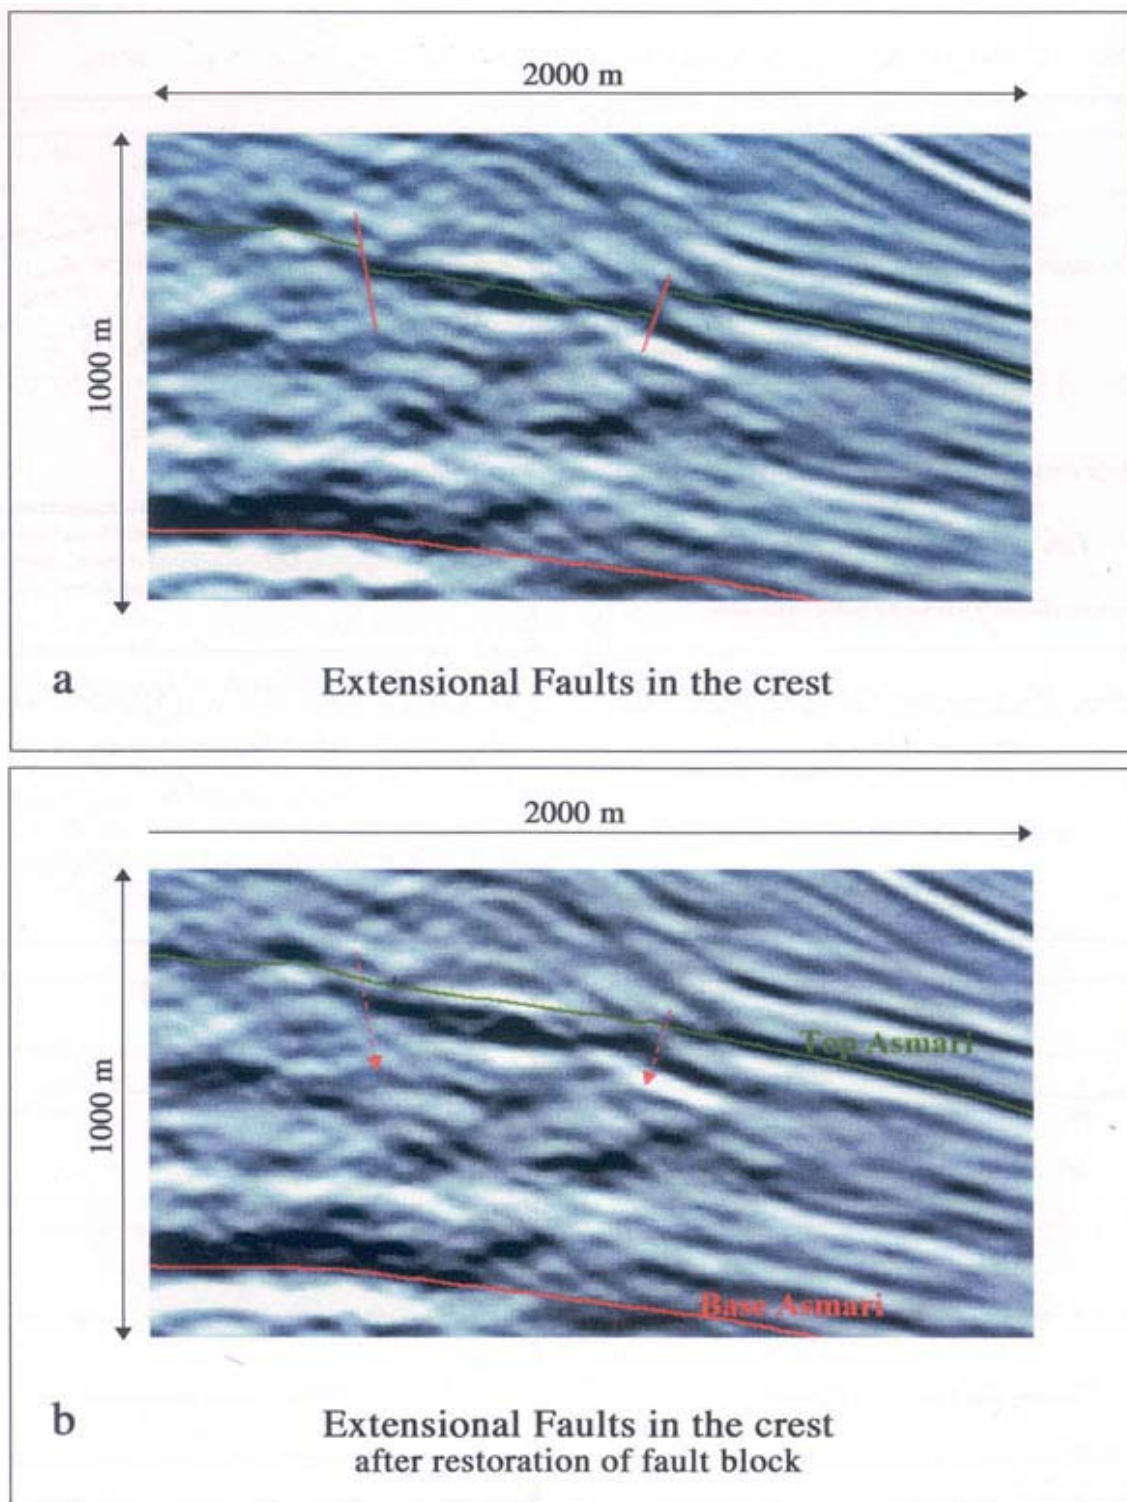 2000 m
1000 m
a
Extensional Faults in the crest
2000 m
1000 m
Top Asmari
Base Asmari
b
Extensional Faults in the crest
after restoration of fault block